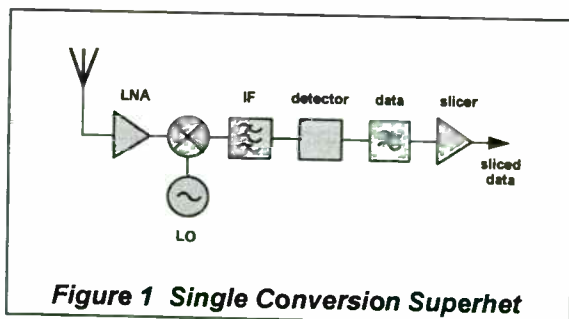 LNA
IF
detector
data
slicer
sliced
data
LO
Figure 1 Single Conversion Superhet